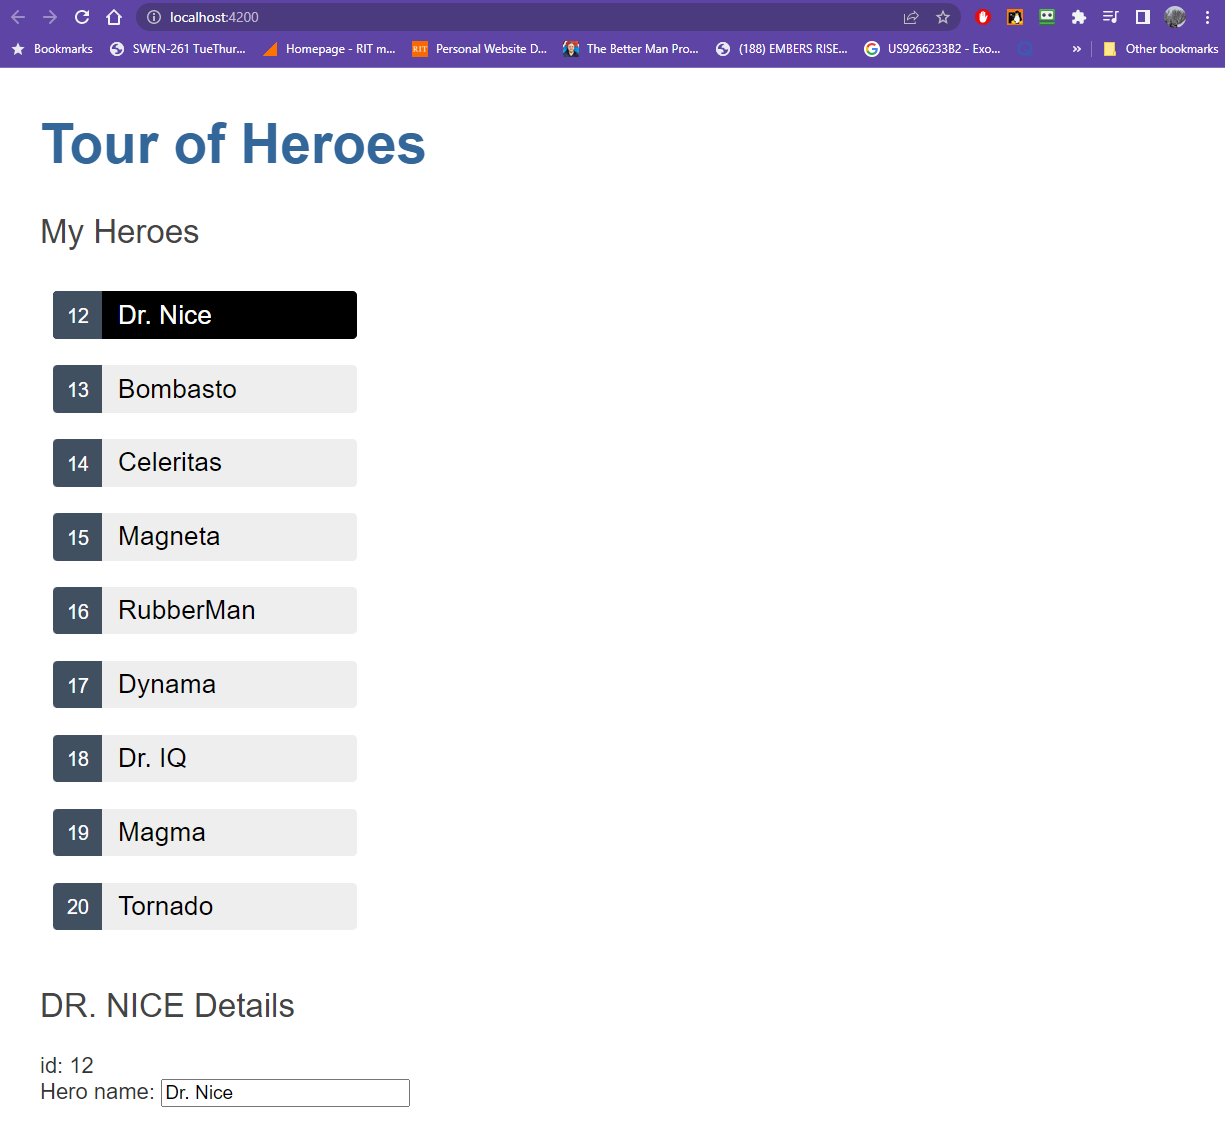 localhost:4200
Bookmarks SWEN-261 TueThur... Homepage - RIT m... RIT Personal Website D... The Better Man Pro... (188) EMBERS RISE... US9266233B2 - Exo... » Other bookmarks
Tour of Heroes
My Heroes
12 Dr. Nice
13 Bombasto
14 Celeritas
15 Magneta
16 RubberMan
17 Dynama
18 Dr. IQ
19 Magma
20 Tornado
DR. NICE Details
id: 12
Hero name: Dr. Nice